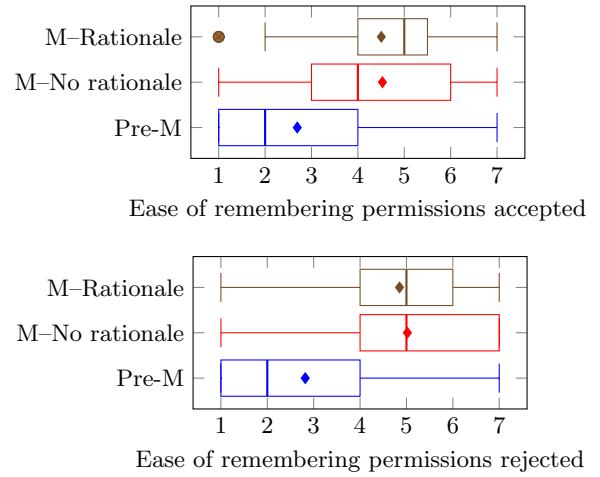 M–Rationale
M–No rationale
Pre-M
1 2 3 4 5 6 7
Ease of remembering permissions accepted
M–Rationale
M–No rationale
Pre-M
1 2 3 4 5 6 7
Ease of remembering permissions rejected